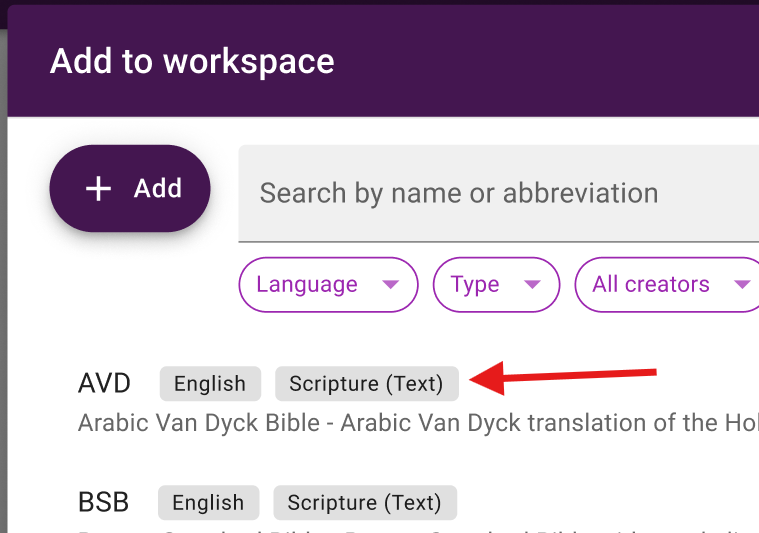 Add to workspace
+ Add
Search by name or abbreviation
Language Type All creators
AVD English Scripture (Text)
Arabic Van Dyck Bible - Arabic Van Dyck translation of the
BSB English Scripture (Text)